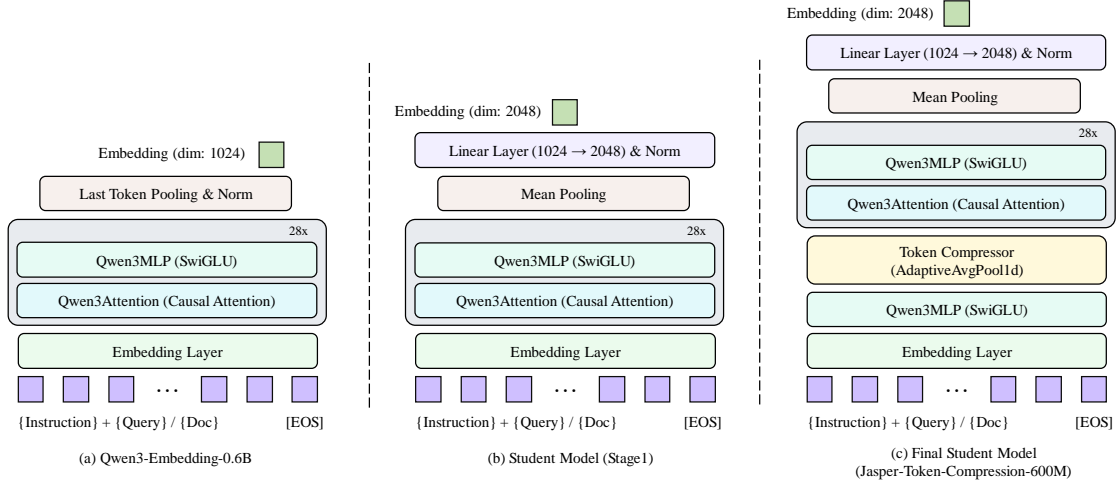 Embedding (dim: 1024)
Last Token Pooling & Norm
28x
Qwen3MLP (SwiGLU)
Qwen3Attention (Causal Attention)
Embedding Layer
...
{Instruction} + {Query} / {Doc}
[EOS]
(a) Qwen3-Embedding-0.6B
Embedding (dim: 2048)
Linear Layer (1024 → 2048) & Norm
Mean Pooling
28x
Qwen3MLP (SwiGLU)
Qwen3Attention (Causal Attention)
Embedding Layer
...
{Instruction} + {Query} / {Doc}
[EOS]
(b) Student Model (Stage1)
Embedding (dim: 2048)
Linear Layer (1024 → 2048) & Norm
Mean Pooling
28x
Qwen3MLP (SwiGLU)
Qwen3Attention (Causal Attention)
Token Compressor
(AdaptiveAvgPool1d)
Qwen3MLP (SwiGLU)
Embedding Layer
...
{Instruction} + {Query} / {Doc}
[EOS]
(c) Final Student Model
(Jasper-Token-Compression-600M)